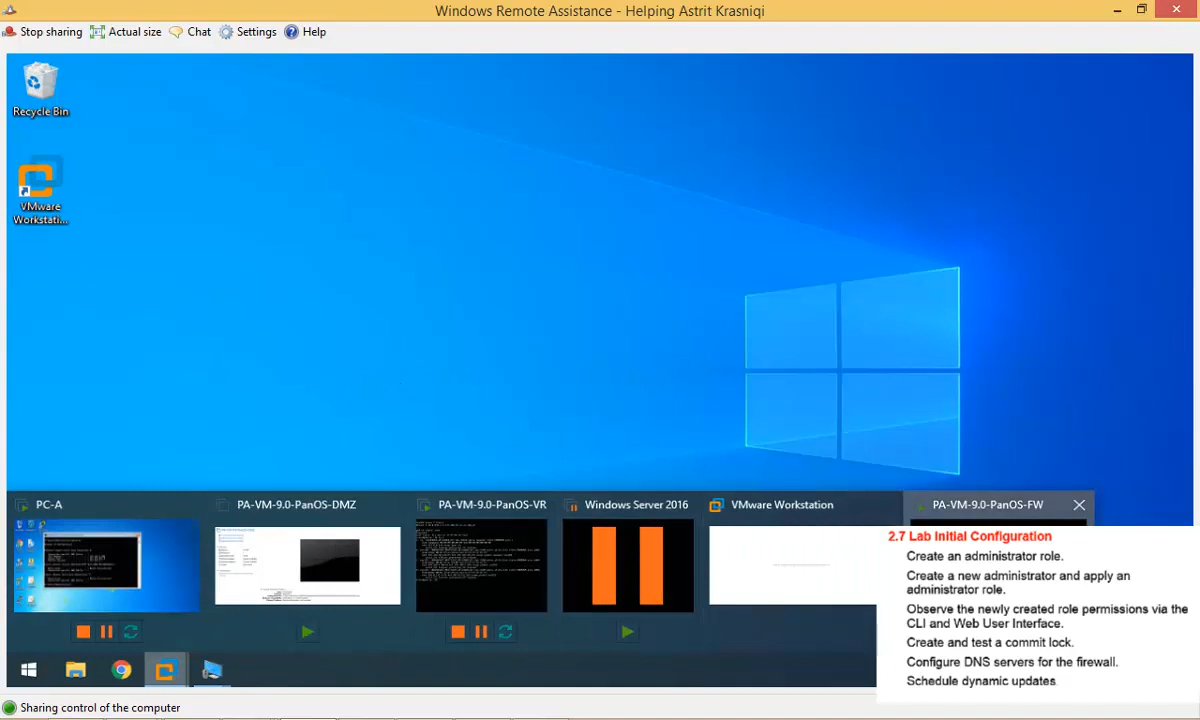 Windows Remote Assistance - Helping Astrit Krasniqi
Stop sharing Actual size Chat Settings Help
Recycle Bin
VMware
Workstati...
PC-A PA-VM-9.0-PanOS-DMZ PA-VM-9.0-PanOS-VR Windows Server 2016 VMware Workstation PA-VM-9.0-PanOS-FW
2.7 Lab Initial Configuration
Create an administrator role.
Create a new administrator and apply an
administrator role.
Observe the newly created role permissions via the
CLI and Web User Interface.
Create and test a commit lock.
Configure DNS servers for the firewall.
Schedule dynamic updates.
Sharing control of the computer